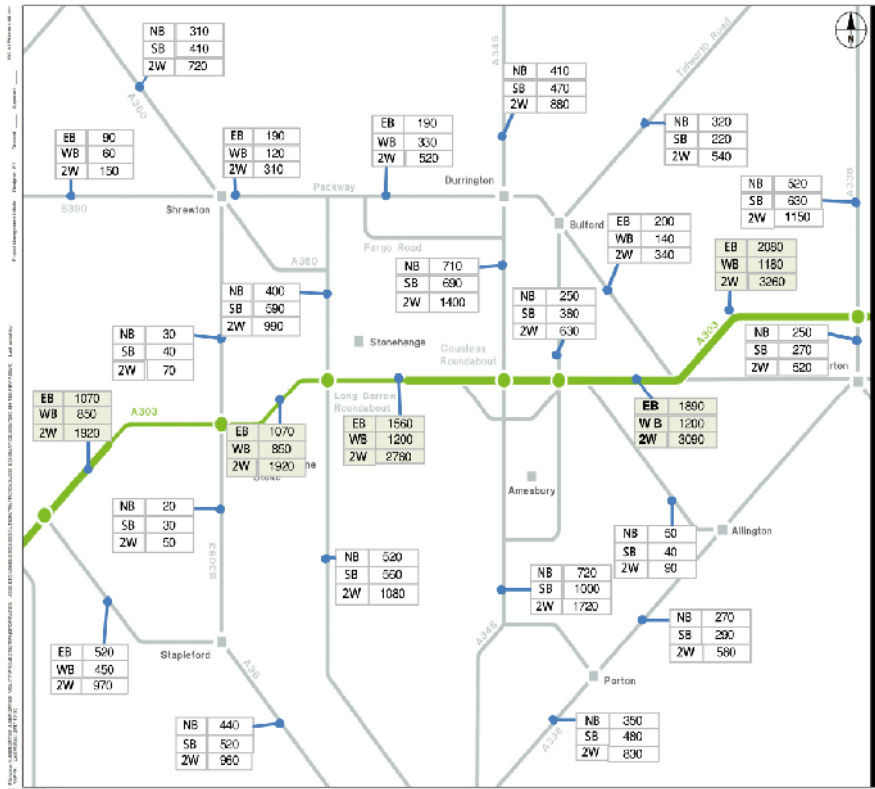 NB 310
SB 410
2W 720
A360
EB 90
WB 60
2W 150
B390
Shrewton
EB 190
WB 120
2W 310
EB 190
WB 330
2W 520
Packway
Durrington
A345
NB 410
SB 470
2W 880
Tidworth Road
NB 320
SB 220
2W 540
N
A338
NB 520
SB 630
2W 1150
Bulford
EB 200
WB 140
2W 340
Fargo Road
A360
NB 710
SB 690
2W 1400
EB 2080
WB 1180
2W 3260
NB 400
SB 590
2W 990
NB 250
SB 380
2W 630
NB 30
SB 40
2W 70
Stonehenge
Countess
Roundabout
A303
NB 250
SB 270
2W 520
rton
EB 1070
WB 850
2W 1920
A303
EB 1070
WB 850
2W 1920
Long Barrow
Roundabout
EB 1560
WB 1200
2W 2760
EB 1890
WB 1200
2W 3090
Amesbury
NB 20
SB 30
2W 50
B3083
NB 50
SB 40
2W 90
Allington
NB 520
SB 560
2W 1080
NB 720
SB 1000
2W 1720
A345
NB 270
SB 290
2W 560
EB 520
WB 450
2W 970
Stapleford
A36
Porton
NB 440
SB 520
2W 960
A338
NB 350
SB 480
2W 830